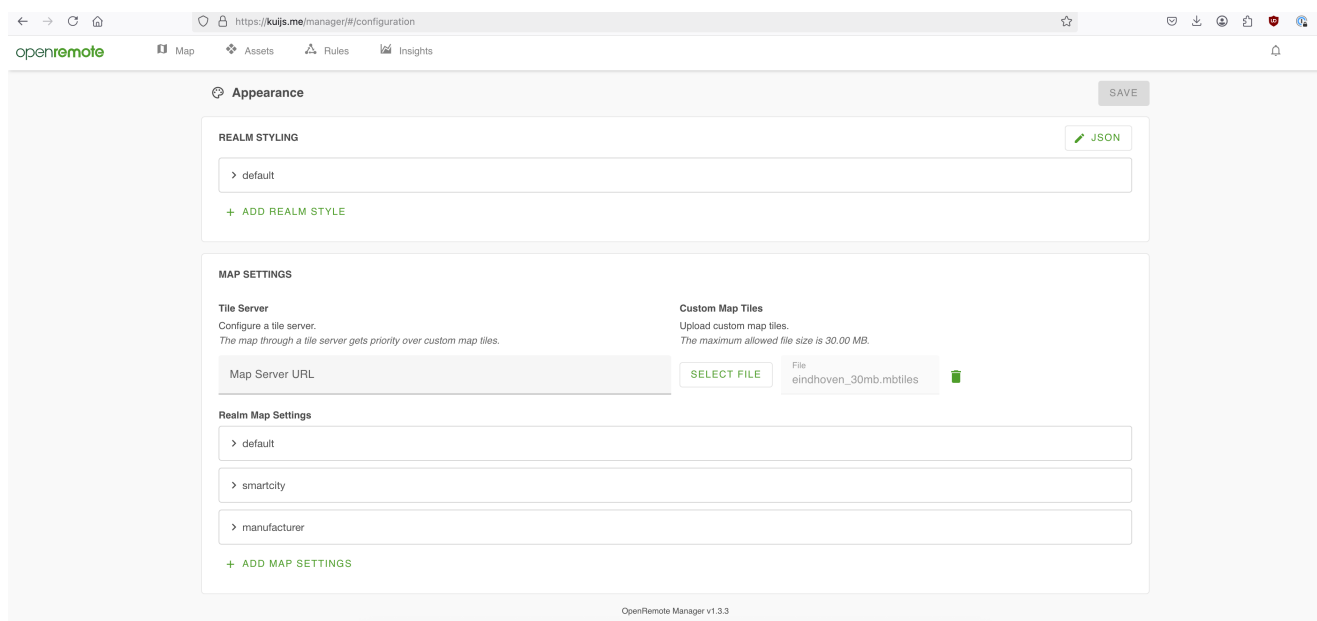 https://kuijs.me/manager/#/configuration
openremote Map Assets Rules Insights
Appearance
SAVE
REALM STYLING
JSON
default
+ ADD REALM STYLE
MAP SETTINGS
Tile Server
Configure a tile server.
The map through a tile server gets priority over custom map tiles.
Map Server URL
Custom Map Tiles
Upload custom map tiles.
The maximum allowed file size is 30.00 MB.
SELECT FILE
File
eindhoven_30mb.mbtiles
Realm Map Settings
default
smartcity
manufacturer
+ ADD MAP SETTINGS
OpenRemote Manager v1.3.3